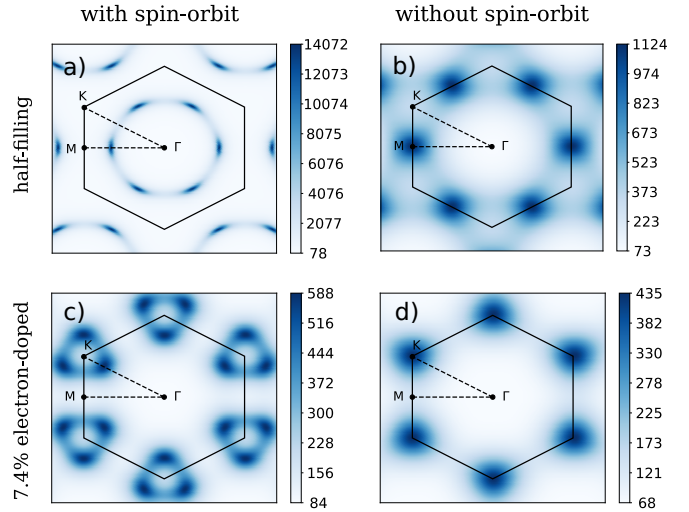 with spin-orbit
without spin-orbit
half-filling
7.4% electron-doped
a)
K
M
Γ
14072
12073
10074
8075
6076
4076
2077
78
b)
K
M
Γ
1124
974
823
673
523
373
223
73
c)
K
M
Γ
588
516
444
372
300
228
156
84
d)
K
M
Γ
435
382
330
278
225
173
121
68